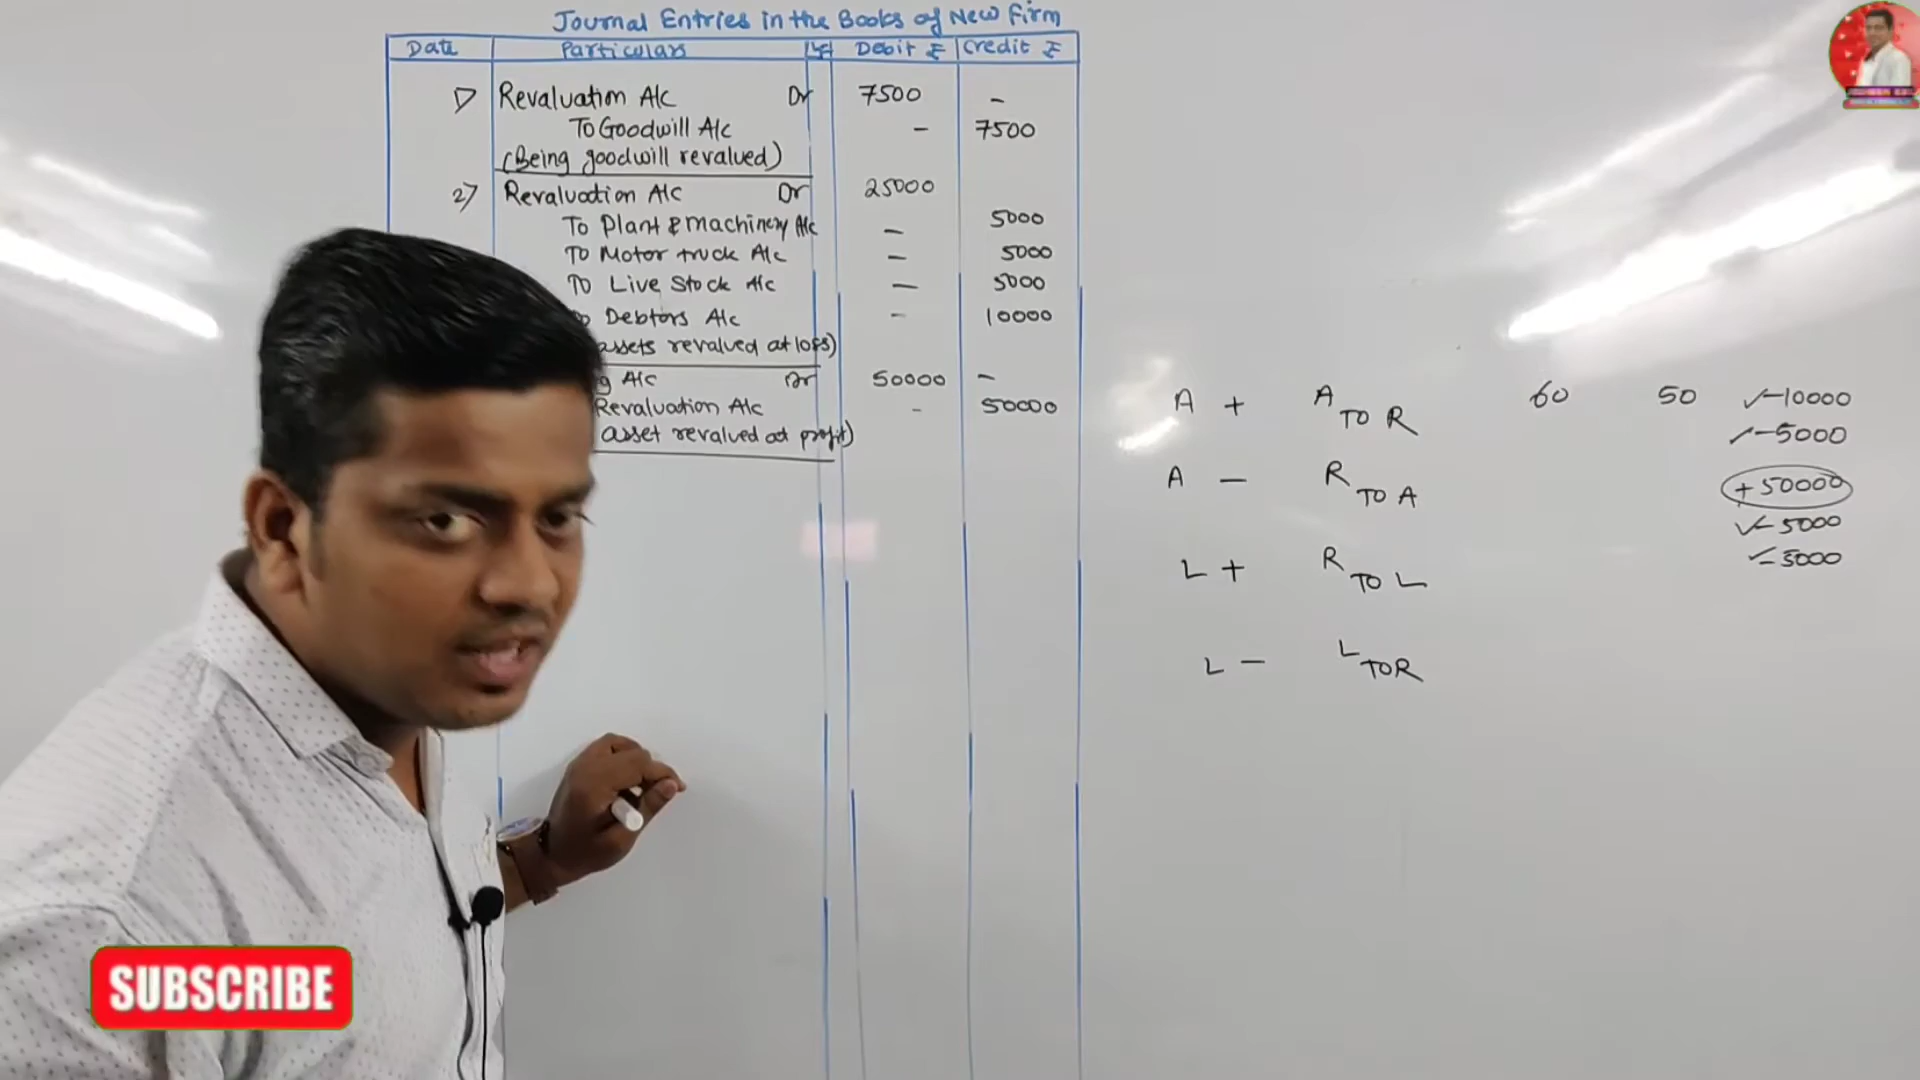 Journal Entries in the Books of New Firm
Date Particulars LF Debit ₹ Credit ₹
1) Revaluation A/c Dr 7500 -
To Goodwill A/c - 7500
(Being goodwill revalued)
2) Revaluation A/c Dr 25000
To Plant & machinery A/c - 5000
To Motor truck A/c - 5000
To Live Stock A/c - 5000
Debtors A/c - 10000
assets revalued at loss)
g A/c Dr 50000 -
Revaluation A/c - 50000
asset revalued at profit)
A + A TO R 60 50 ✓-10000
✓-5000
A - R TO A +50000
✓-5000
L + R TO L ✓-5000
L - L TO R
SUBSCRIBE